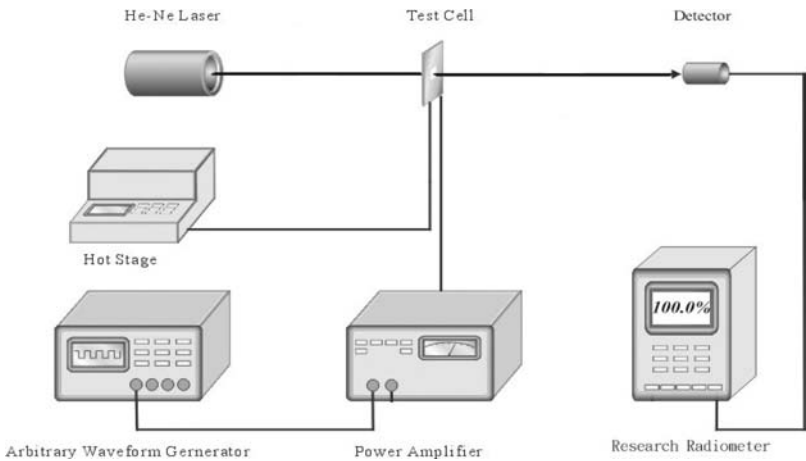 He-Ne Laser
Test Cell
Detector
Hot Stage
100.0%
Arbitrary Waveform Gernerator
Power Amplifier
Research Radiometer